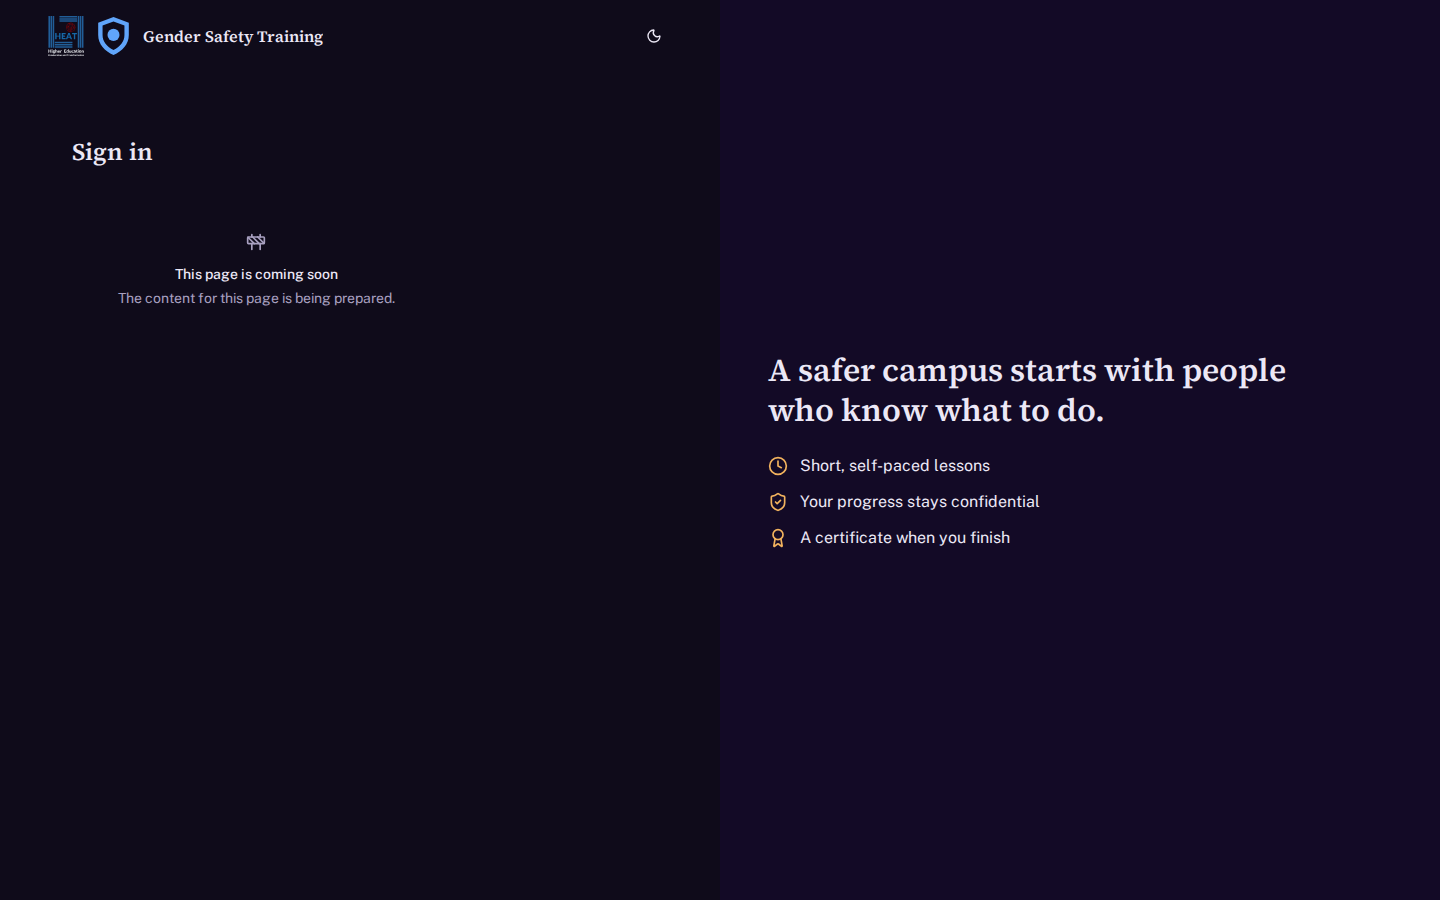 HEAT
Higher Education
Gender Safety Training
Sign in
This page is coming soon
The content for this page is being prepared.
A safer campus starts with people
who know what to do.
Short, self-paced lessons
Your progress stays confidential
A certificate when you finish